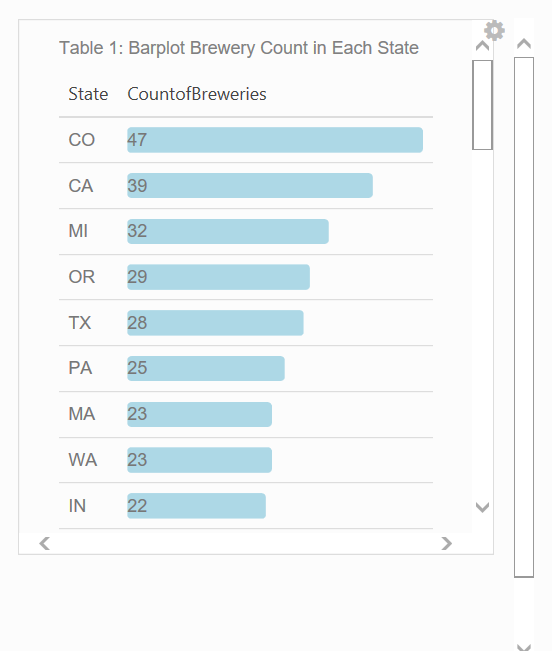 Table 1: Barplot Brewery Count in Each State
State CountofBreweries
CO 47
CA 39
MI 32
OR 29
TX 28
PA 25
MA 23
WA 23
IN 22